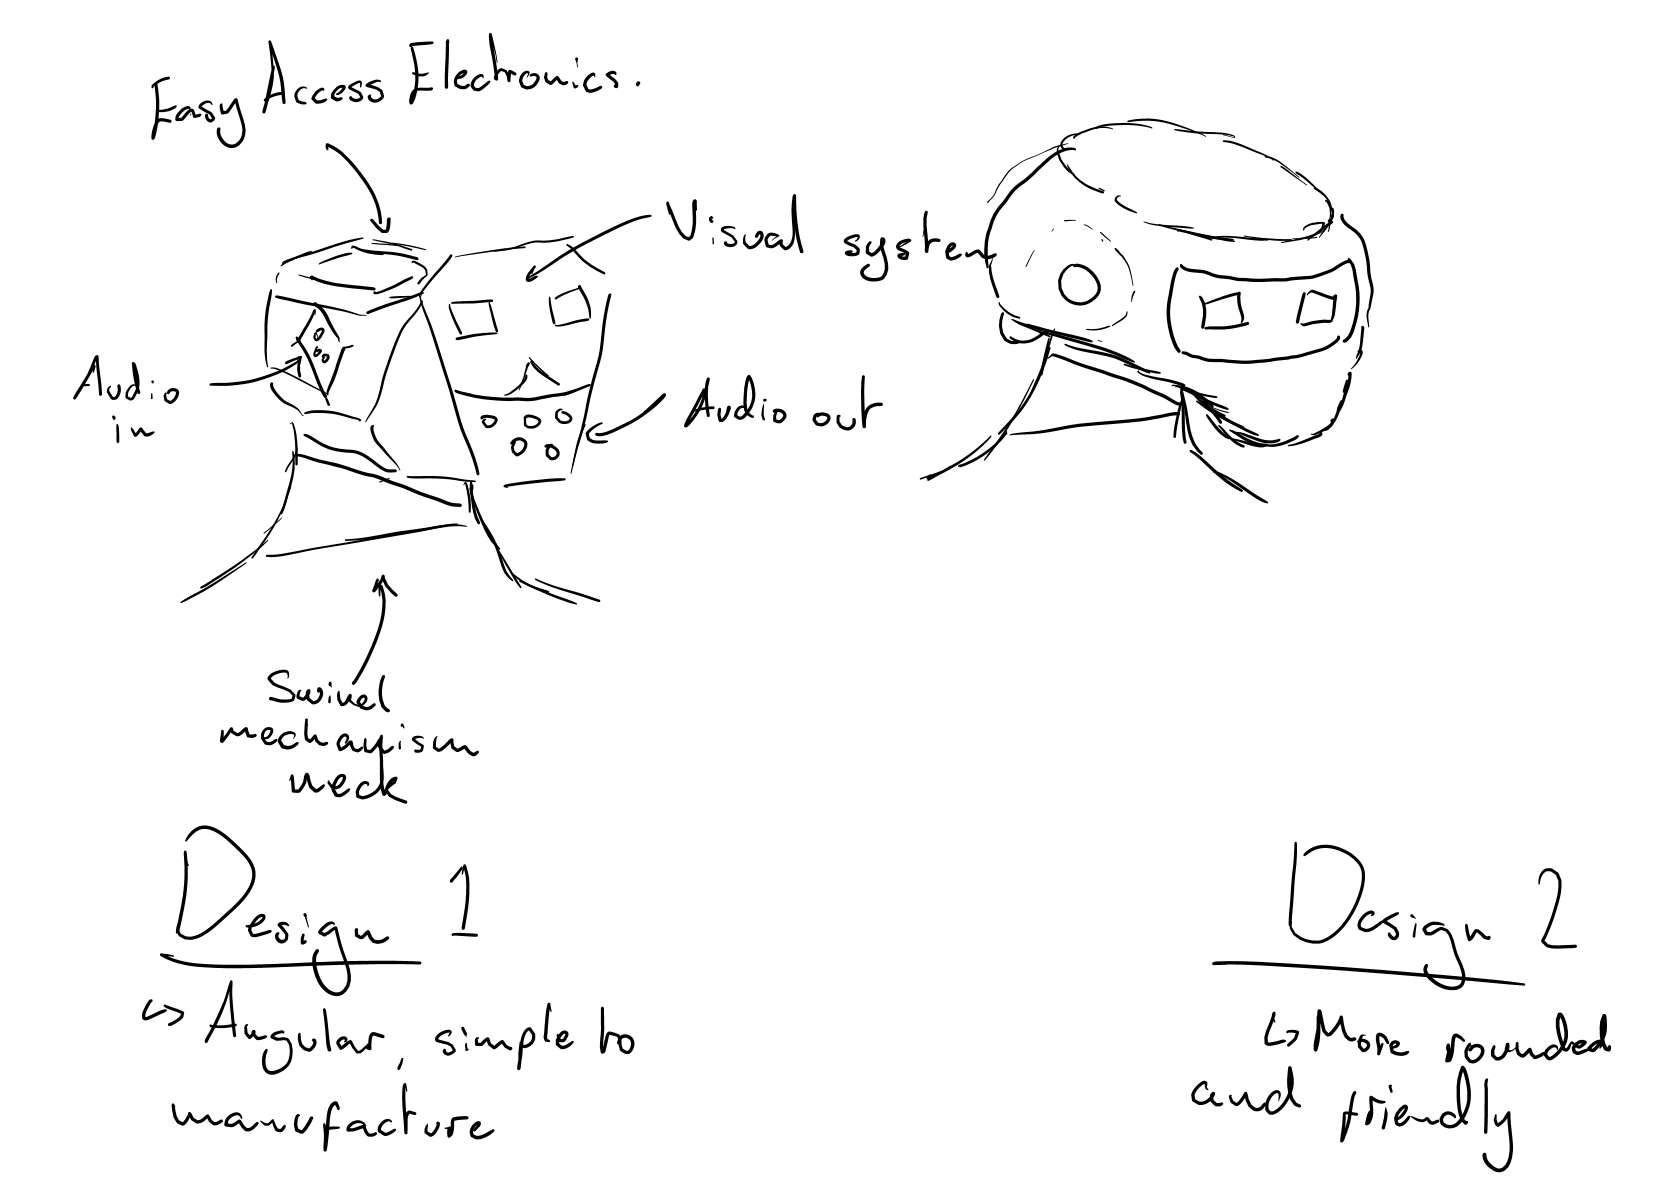 Easy Access Electronics.
Visual system
Audio
in
Audio out
Swivel
mechanism
neck
Design 1
↳ Angular, simple to
manufacture
Design 2
↳ More rounded
and friendly